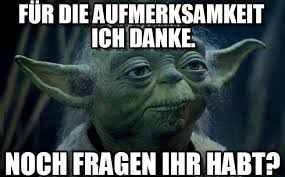 FÜR DIE AUFMERKSAMKEIT
ICH DANKE.
NOCH FRAGEN IHR HABT?